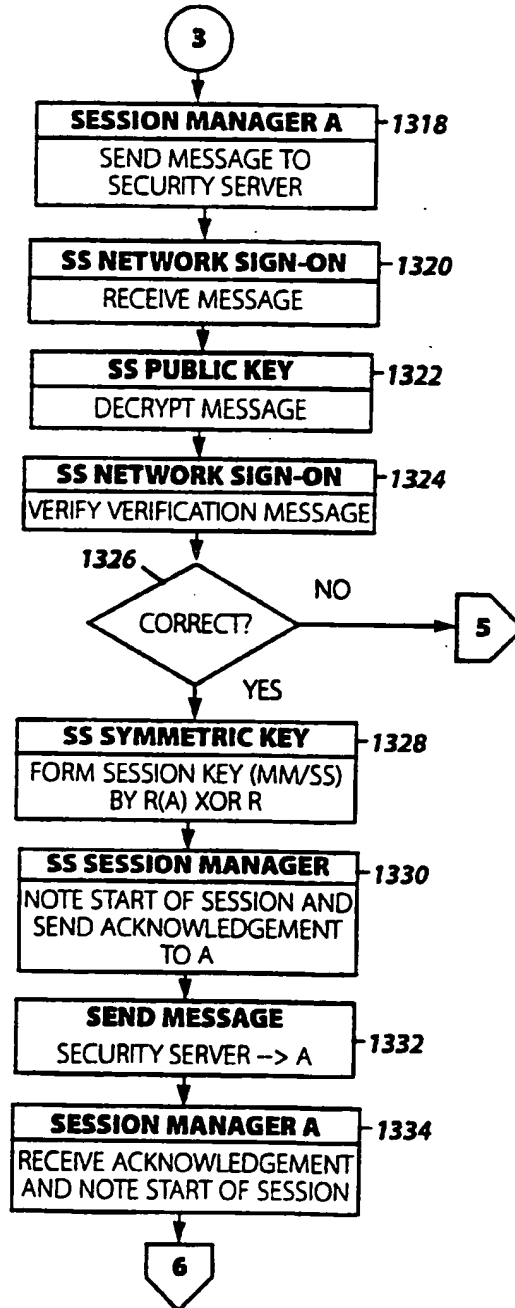 3
SESSION MANAGER A
1318
SEND MESSAGE TO
SECURITY SERVER
SS NETWORK SIGN-ON
1320
RECEIVE MESSAGE
SS PUBLIC KEY
1322
DECRYPT MESSAGE
SS NETWORK SIGN-ON
1324
VERIFY VERIFICATION MESSAGE
1326
CORRECT?
NO
5
YES
SS SYMMETRIC KEY
1328
FORM SESSION KEY (MM/SS)
BY R(A) XOR R
SS SESSION MANAGER
1330
NOTE START OF SESSION AND
SEND ACKNOWLEDGEMENT
TO A
SEND MESSAGE
SECURITY SERVER --> A
1332
SESSION MANAGER A
1334
RECEIVE ACKNOWLEDGEMENT
AND NOTE START OF SESSION
6